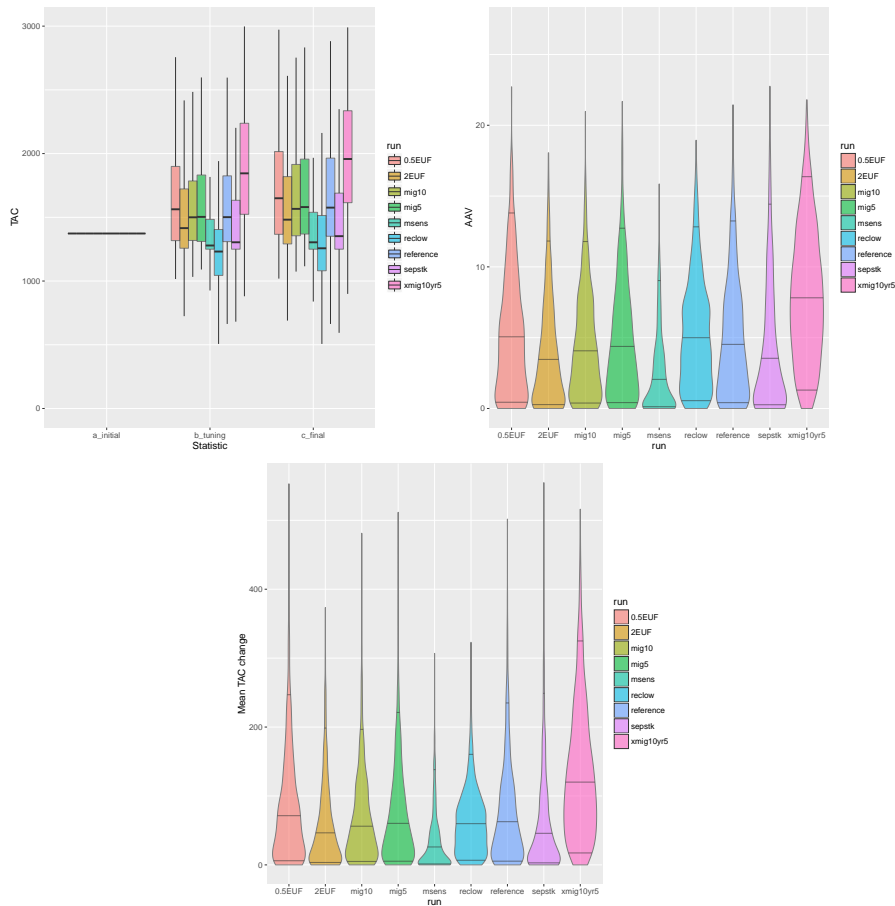 3000
2000
1000
0
TAC
a_initial b_tuning c_final
Statistic
run
0.5EUF
2EUF
mig10
mig5
msens
reclow
reference
sepstk
xmig10yr5
20
10
0
AAV
0.5EUF 2EUF mig10 mig5 msens reclow reference sepstk xmig10yr5
run
run
0.5EUF
2EUF
mig10
mig5
msens
reclow
reference
sepstk
xmig10yr5
400
200
0
Mean TAC change
0.5EUF 2EUF mig10 mig5 msens reclow reference sepstk xmig10yr5
run
run
0.5EUF
2EUF
mig10
mig5
msens
reclow
reference
sepstk
xmig10yr5